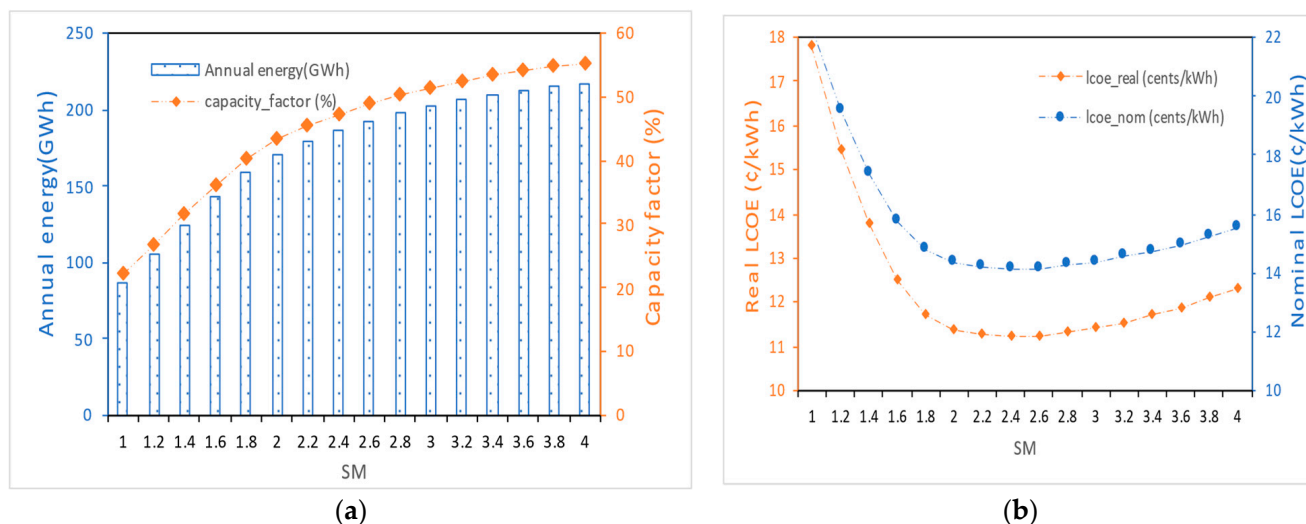 250
200
150
100
50
0
Annual energy(GWh)
Annual energy(GWh)
capacity_factor (%)
60
50
40
30
20
10
0
Capacity factor (%)
1 1.2 1.4 1.6 1.8 2 2.2 2.4 2.6 2.8 3 3.2 3.4 3.6 3.8 4
SM
(a)
18
17
16
15
14
13
12
11
10
Real LCOE (¢/kWh)
lcoe_real (cents/kWh)
lcoe_nom (cents/kWh)
22
20
18
16
14
12
10
Nominal LCOE(¢/kWh)
1 1.2 1.4 1.6 1.8 2 2.2 2.4 2.6 2.8 3 3.2 3.4 3.6 3.8 4
SM
(b)